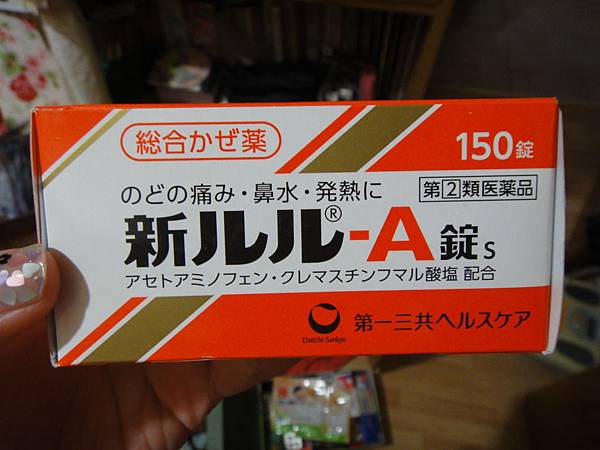 総合かぜ薬
150錠
のどの痛み・鼻水・発熱に
第②類医薬品
新ルル®-A錠s
アセトアミノフェン・クレマスチンフマル酸塩 配合
Daiichi-Sankyo
第一三共ヘルスケア